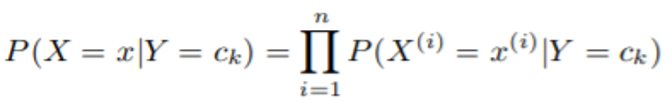 P(X = x|Y = c_k) = \prod_{i=1}^{n} P(X^{(i)} = x^{(i)}|Y = c_k)